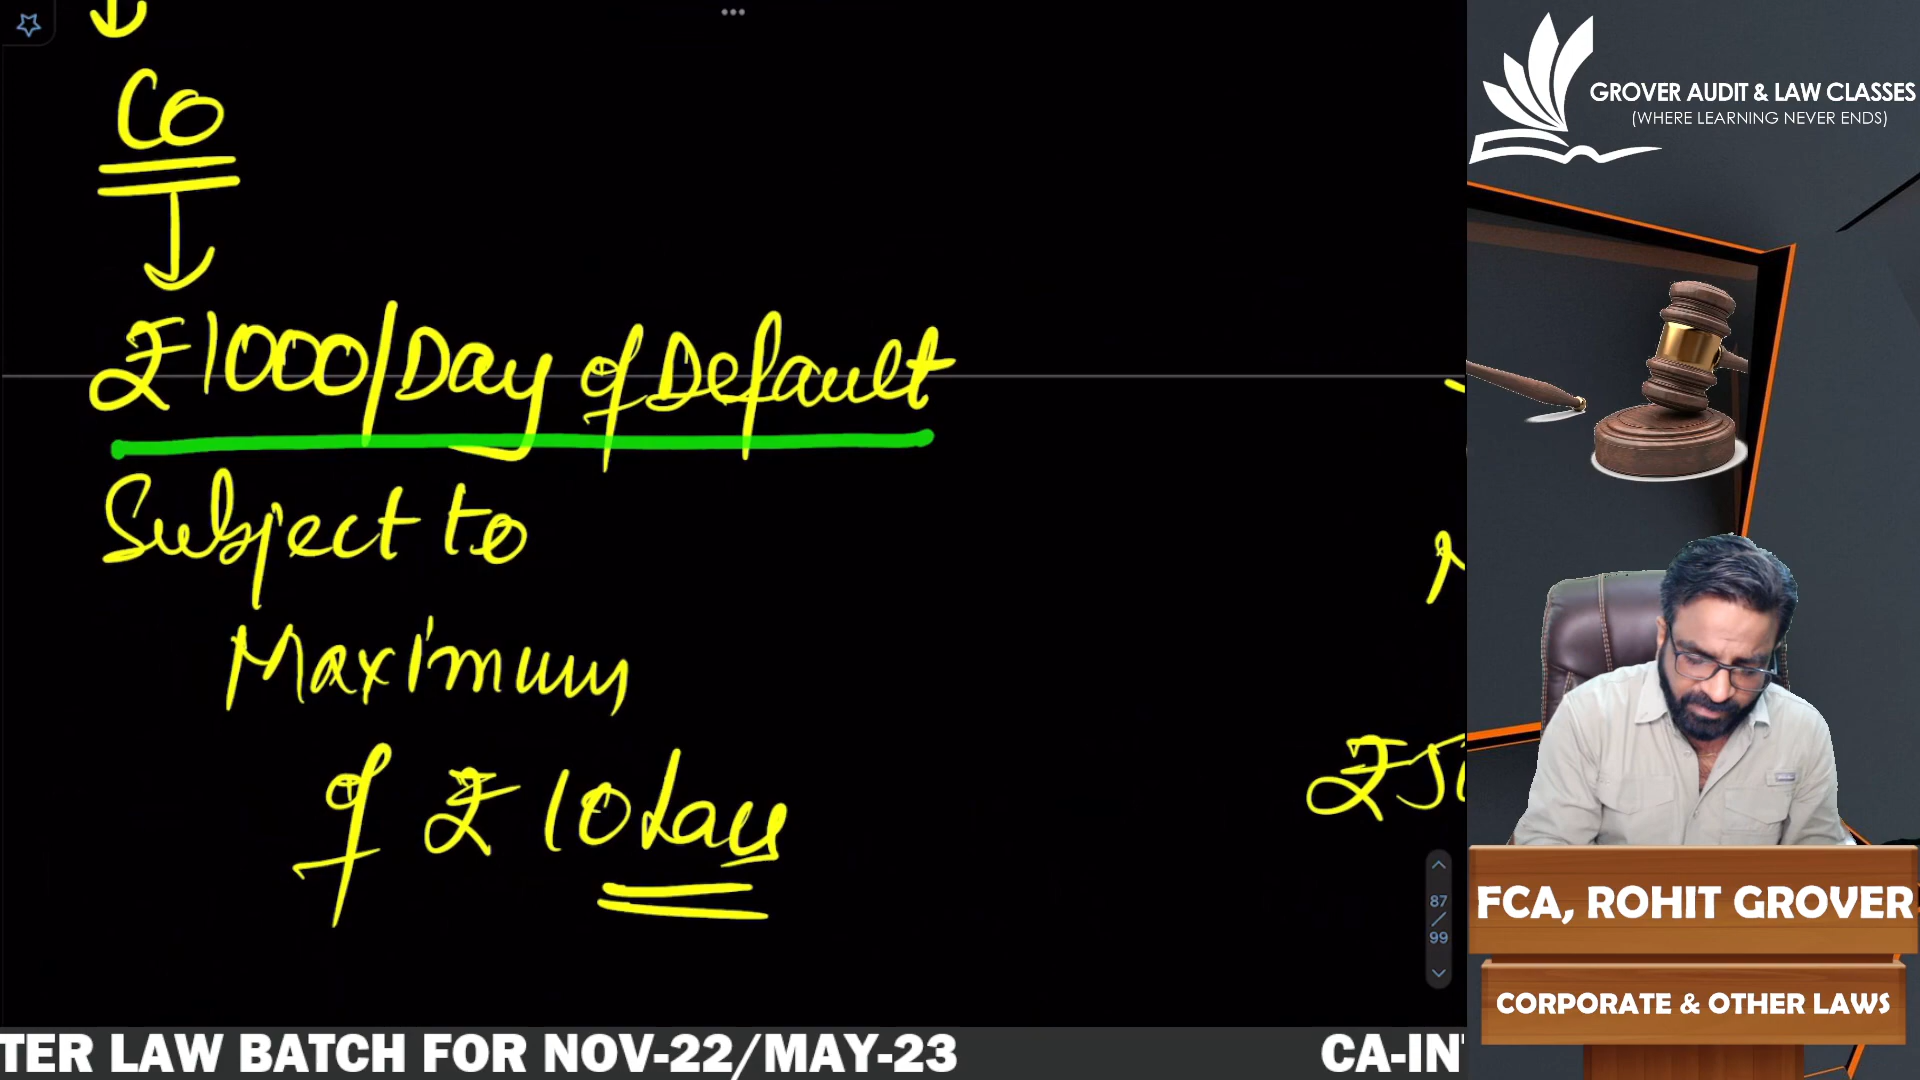 Co
₹1000/Day of Default
Subject to
Maximum
of ₹10 Lacs
87
99
GROVER AUDIT & LAW CLASSES
(WHERE LEARNING NEVER ENDS)
FCA, ROHIT GROVER
CORPORATE & OTHER LAWS
TER LAW BATCH FOR NOV-22/MAY-23
CA-IN